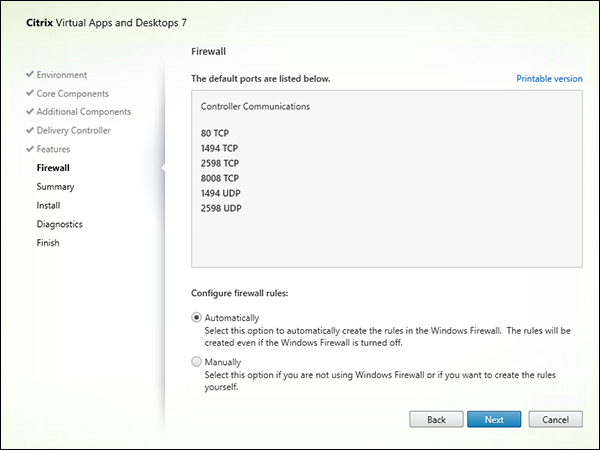 Citrix Virtual Apps and Desktops 7
Firewall
Environment
Core Components
Additional Components
Delivery Controller
Features
Firewall
Summary
Install
Diagnostics
Finish
The default ports are listed below.
Printable version
Controller Communications
80 TCP
1494 TCP
2598 TCP
8008 TCP
1494 UDP
2598 UDP
Configure firewall rules:
Automatically
Select this option to automatically create the rules in the Windows Firewall. The rules will be
created even if the Windows Firewall is turned off.
Manually
Select this option if you are not using Windows Firewall or if you want to create the rules
yourself.
Back
Next
Cancel